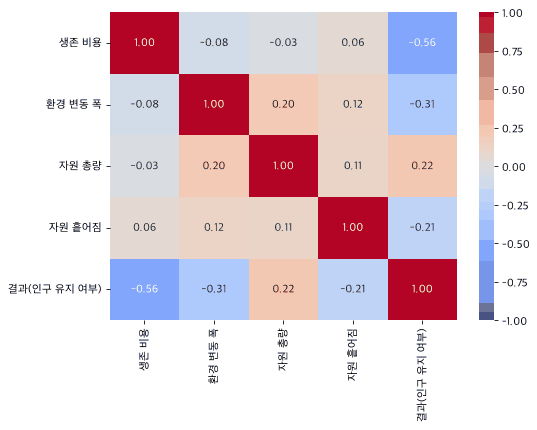 생존 비용 1.00 -0.08 -0.03 0.06 -0.56
환경 변동 폭 -0.08 1.00 0.20 0.12 -0.31
자원 총량 -0.03 0.20 1.00 0.11 0.22
자원 흩어짐 0.06 0.12 0.11 1.00 -0.21
결과(인구 유지 여부) -0.56 -0.31 0.22 -0.21 1.00
생존 비용
환경 변동 폭
자원 총량
자원 흩어짐
결과(인구 유지 여부)
1.00
0.75
0.50
0.25
0.00
-0.25
-0.50
-0.75
-1.00